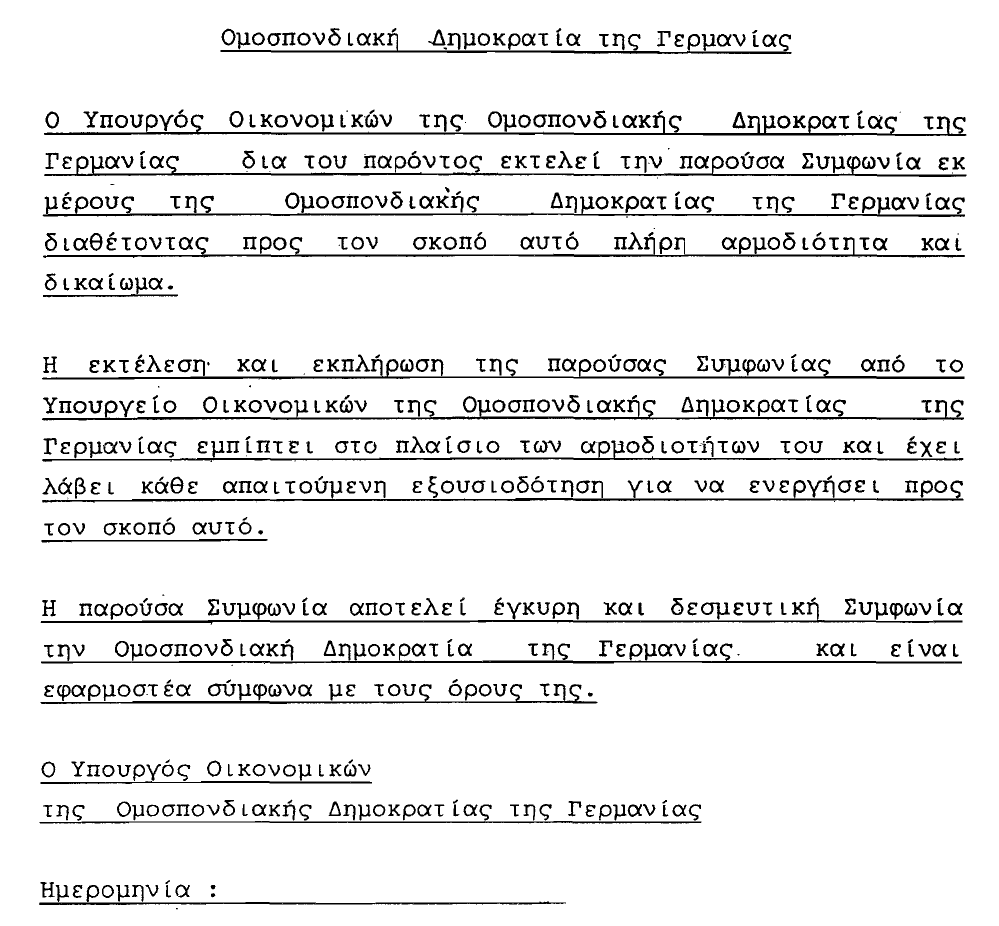 Ομοσπονδιακή Δημοκρατία της Γερμανίας
Ο Υπουργός Οικονομικών της Ομοσπονδιακής Δημοκρατίας της
Γερμανίας δια του παρόντος εκτελεί την παρούσα Συμφωνία εκ
μέρους της Ομοσπονδιακής Δημοκρατίας της Γερμανίας
διαθέτοντας προς τον σκοπό αυτό πλήρη αρμοδιότητα και
δικαίωμα.
Η εκτέλεση και εκπλήρωση της παρούσας Συμφωνίας από το
Υπουργείο Οικονομικών της Ομοσπονδιακής Δημοκρατίας της
Γερμανίας εμπίπτει στο πλαίσιο των αρμοδιοτήτων του και έχει
λάβει κάθε απαιτούμενη εξουσιοδότηση για να ενεργήσει προς
τον σκοπό αυτό.
Η παρούσα Συμφωνία αποτελεί έγκυρη και δεσμευτική Συμφωνία
την Ομοσπονδιακή Δημοκρατία της Γερμανίας και είναι
εφαρμοστέα σύμφωνα με τους όρους της.
Ο Υπουργός Οικονομικών
της Ομοσπονδιακής Δημοκρατίας της Γερμανίας
Ημερομηνία :